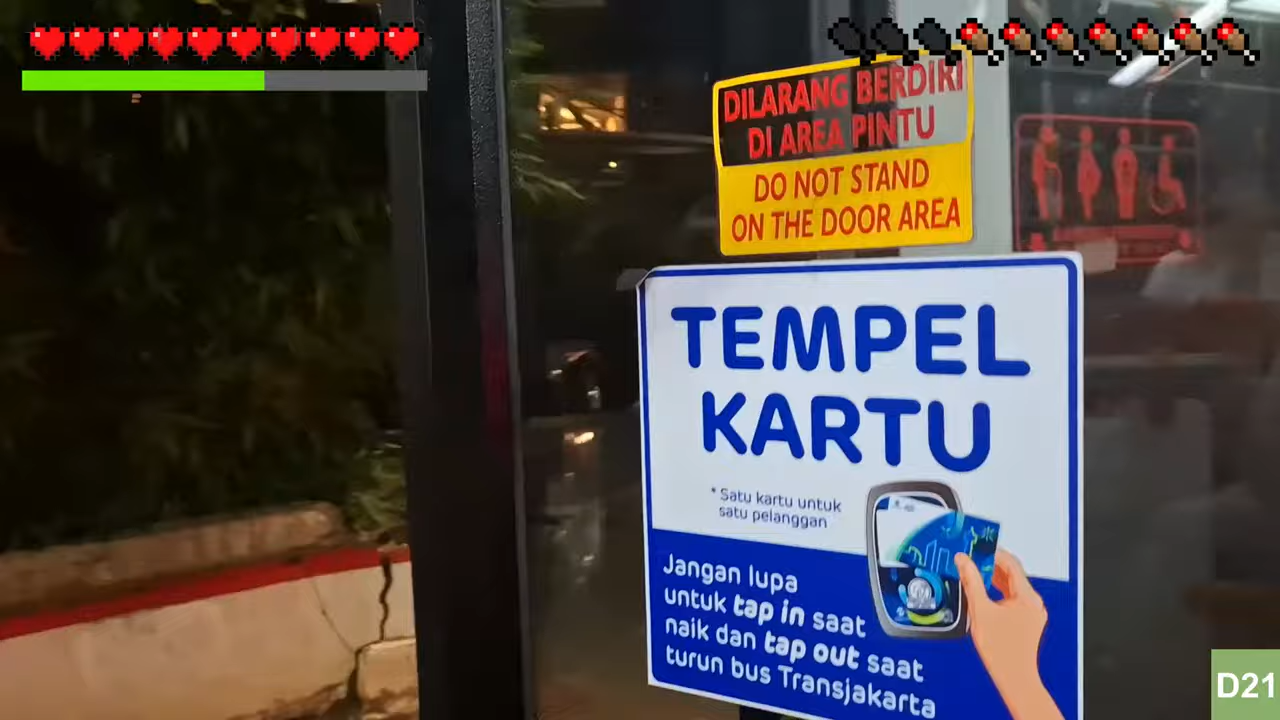 DILARANG BERDIRI
DI AREA PINTU
DO NOT STAND
ON THE DOOR AREA
TEMPEL
KARTU
* Satu kartu untuk
satu pelanggan
Jangan lupa
untuk tap in saat
naik dan tap out saat
turun bus Transjakarta
D21